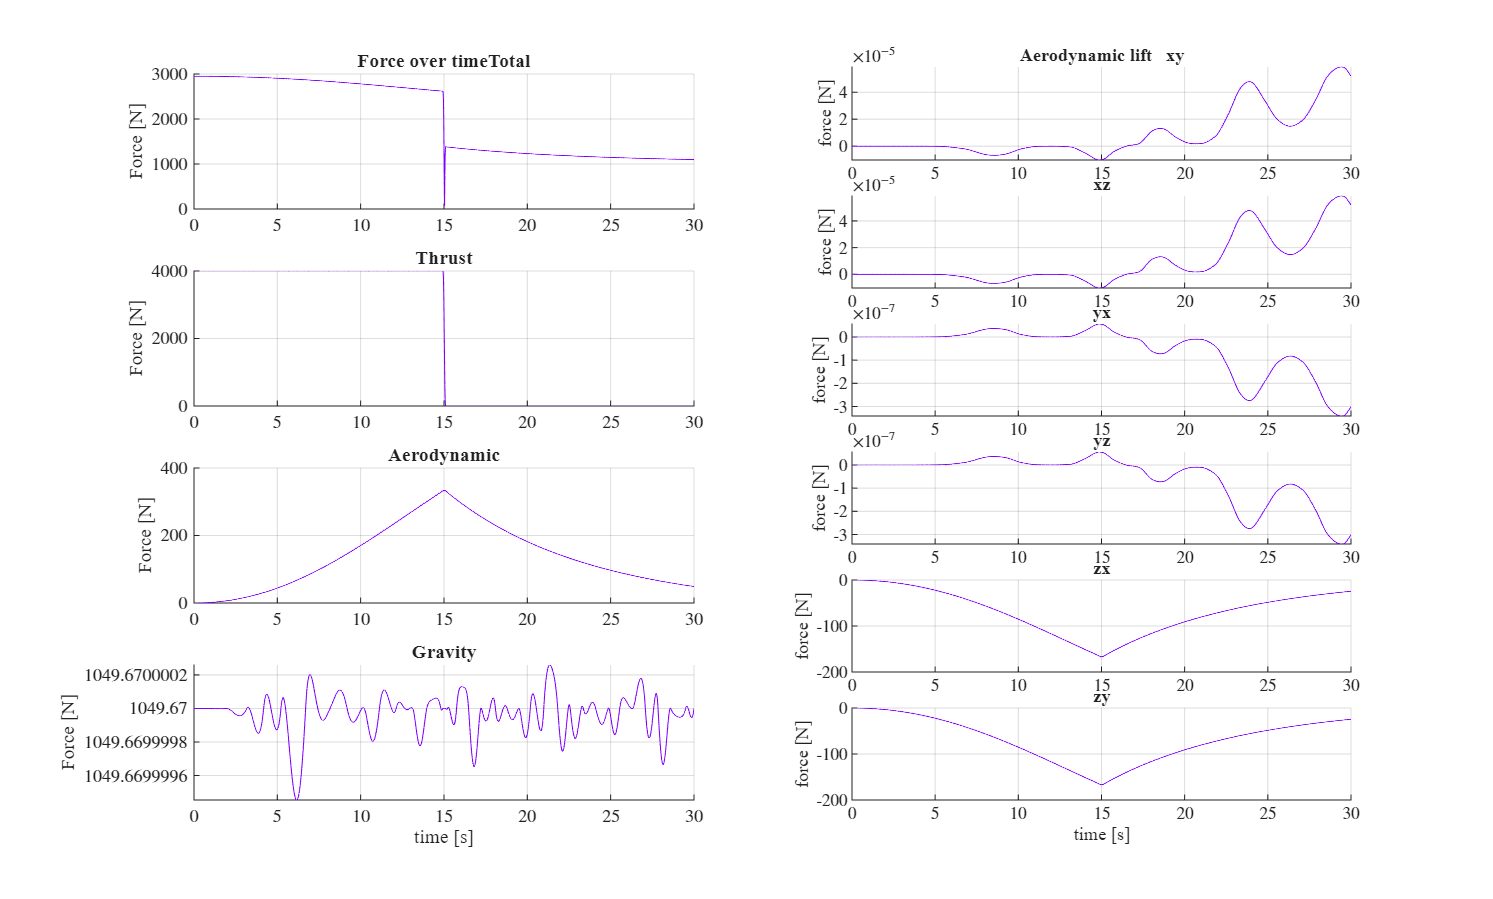 Force over timeTotal
3000
2000
1000
0
Force [N]
0 5 10 15 20 25 30
Thrust
4000
2000
0
Force [N]
0 5 10 15 20 25 30
Aerodynamic
400
200
0
Force [N]
0 5 10 15 20 25 30
Gravity
1049.6700002
1049.67
1049.6699998
1049.6699996
Force [N]
0 5 10 15 20 25 30
time [s]
×10⁻⁵
Aerodynamic lift xy
4
2
0
force [N]
0 5 10 15 20 25 30
×10⁻⁵
xz
4
2
0
force [N]
0 5 10 15 20 25 30
×10⁻⁷
yx
0
-1
-2
-3
force [N]
0 5 10 15 20 25 30
×10⁻⁷
yz
0
-1
-2
-3
force [N]
0 5 10 15 20 25 30
zx
0
-100
-200
force [N]
0 5 10 15 20 25 30
zy
0
-100
-200
force [N]
0 5 10 15 20 25 30
time [s]